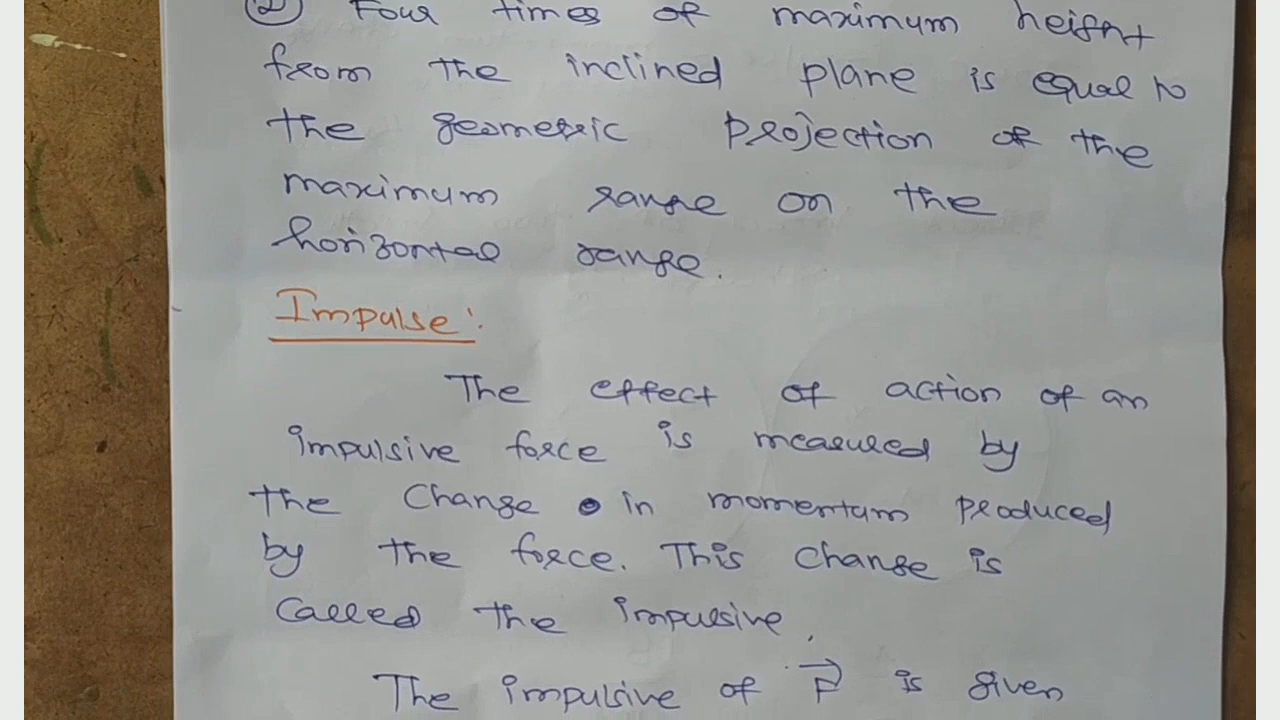 ② Four times of maximum height
from the inclined plane is equal to
the geometric projection of the
maximum range on the
horizontal range.
Impulse:
The effect of action of an
impulsive force is measured by
the change in momentum produced
by the force. This change is
called the impulsive.
The impulsive of F⃗ is given